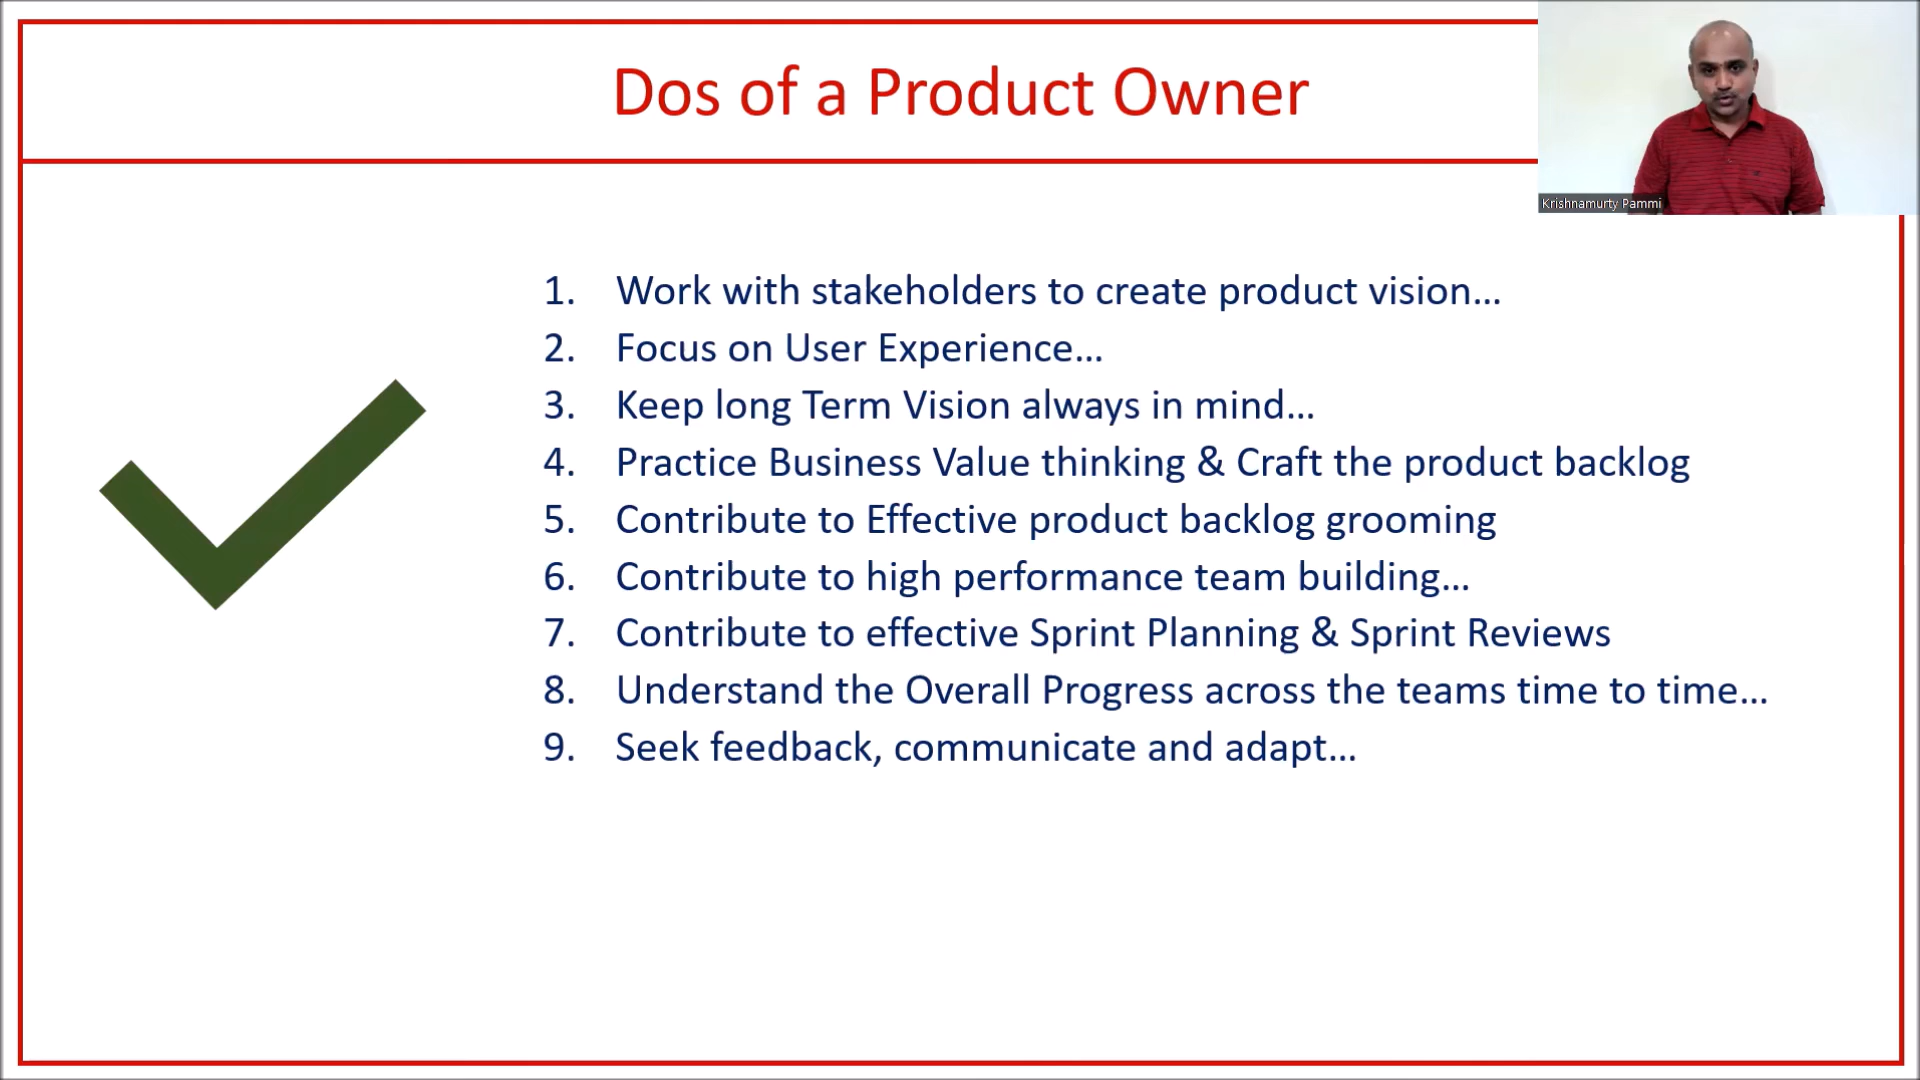 Dos of a Product Owner
Krishnamurty Pammi
1. Work with stakeholders to create product vision...
2. Focus on User Experience...
3. Keep long Term Vision always in mind...
4. Practice Business Value thinking & Craft the product backlog
5. Contribute to Effective product backlog grooming
6. Contribute to high performance team building...
7. Contribute to effective Sprint Planning & Sprint Reviews
8. Understand the Overall Progress across the teams time to time...
9. Seek feedback, communicate and adapt...